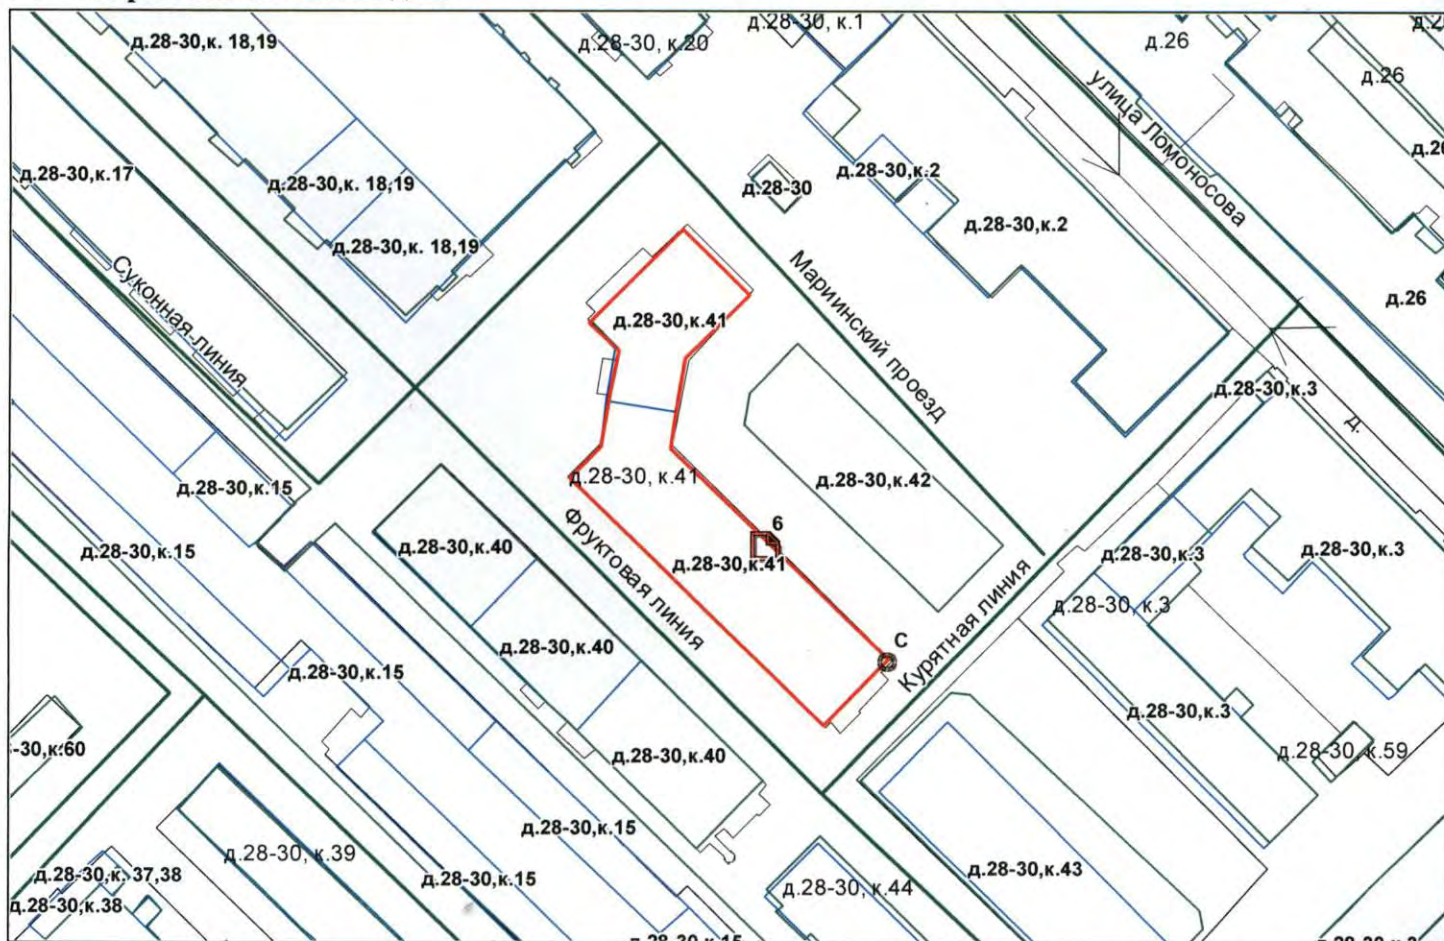 д.28-30,к. 18,19
д.28-30, к.20
д.28-30, к.1
д.26
д.26
улица Ломоносова
д.28-30,к.17
д.28-30,к. 18,19
д.28-30
д.28-30,к.2
д.28-30,к.2
д.28-30,к. 18,19
Суконная линия
Мариинский проезд
д.26
д.28-30,к.41
д.28-30,к.3
д.
д.28-30,к.15
д.28-30, к.41
д.28-30,к.42
6
д.28-30,к.15
д.28-30,к.40
д.28-30,к.41
д.28-30,к.3
д.28-30,к.3
Фруктовая линия
Курятная линия
д.28-30, к.3
С
д.28-30,к.40
д.28-30,к.15
д.28-30,к.3
-30,к.60
д.28-30,к.40
д.28-30, к.59
д.28-30,к.15
д.28-30, к.39
д.28-30,к. 37,38
д.28-30,к.15
д.28-30,к.43
д.28-30, к.44
д.28-30,к.38
д.28-30,к.15